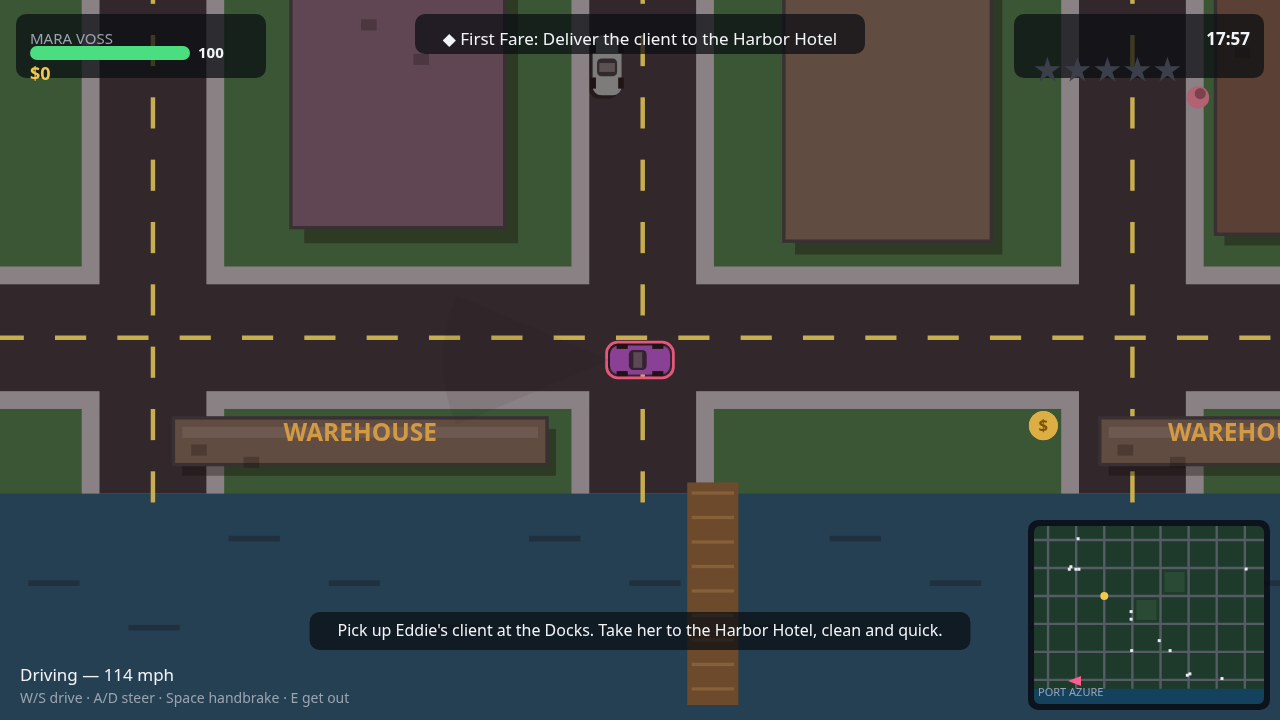 MARA VOSS
100
$0
◆ First Fare: Deliver the client to the Harbor Hotel
17:57
★★★★★
WAREHOUSE
$
WAREHOU
Pick up Eddie's client at the Docks. Take her to the Harbor Hotel, clean and quick.
Driving — 114 mph
W/S drive · A/D steer · Space handbrake · E get out
PORT AZURE